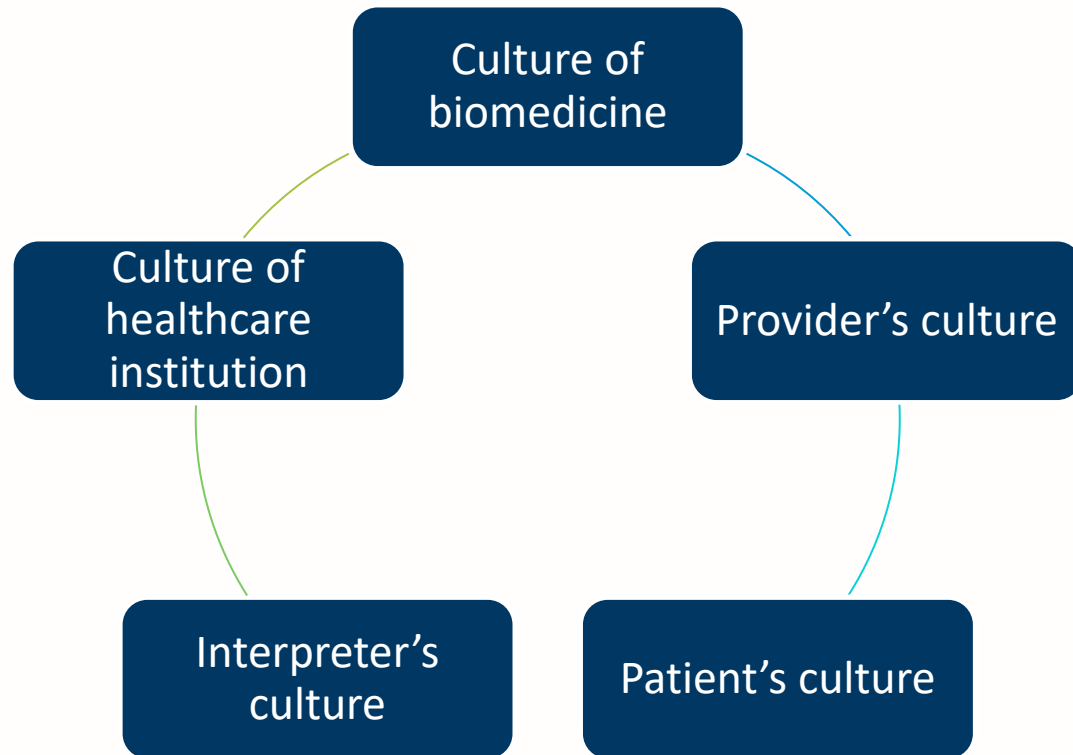 Culture of
biomedicine
Culture of
healthcare
institution
Provider’s culture
Interpreter’s
culture
Patient’s culture